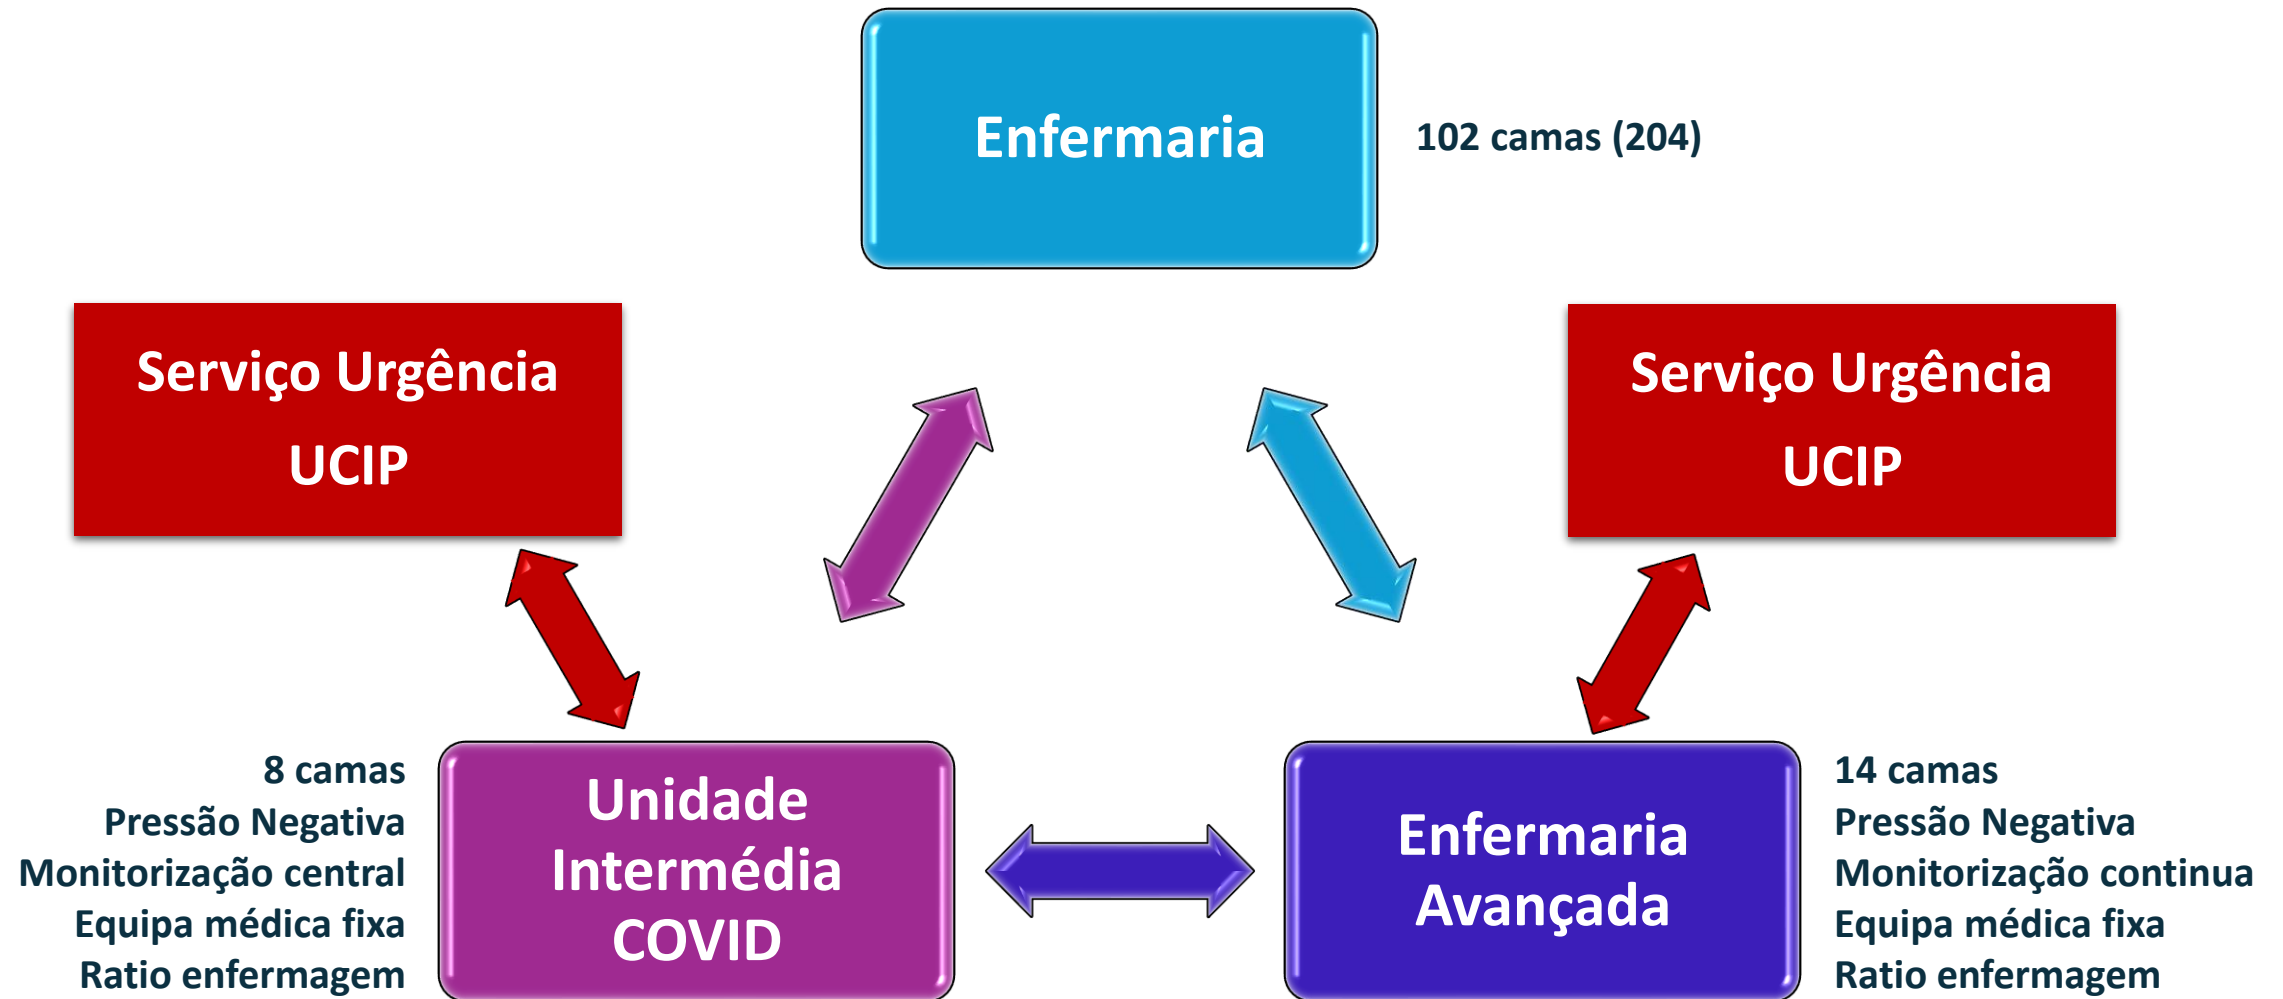 Enfermaria
102 camas (204)
Serviço Urgência
UCIP
Serviço Urgência
UCIP
8 camas
Pressão Negativa
Monitorização central
Equipa médica fixa
Ratio enfermagem
Unidade
Intermédia
COVID
Enfermaria
Avançada
14 camas
Pressão Negativa
Monitorização continua
Equipa médica fixa
Ratio enfermagem